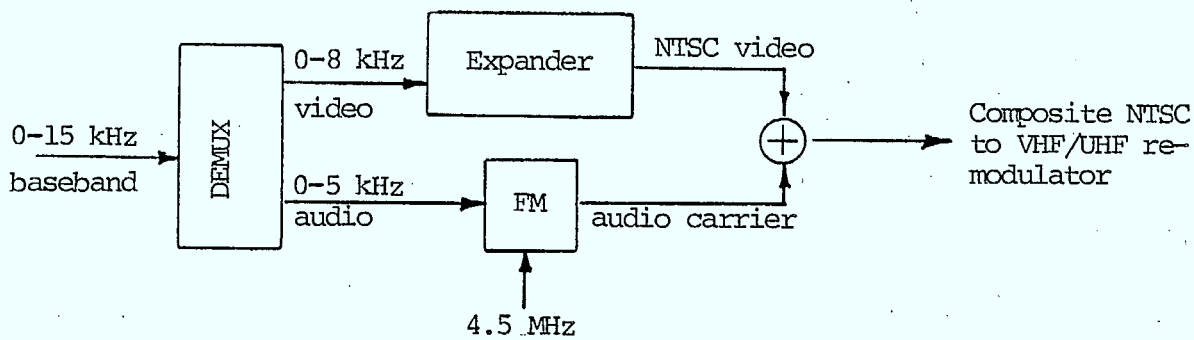 0-15 kHz
baseband
DEMUX
0-8 kHz
video
Expander
NTSC video
0-5 kHz
audio
FM
audio carrier
4.5 MHz
+
Composite NTSC
to VHF/UHF re-
modulator